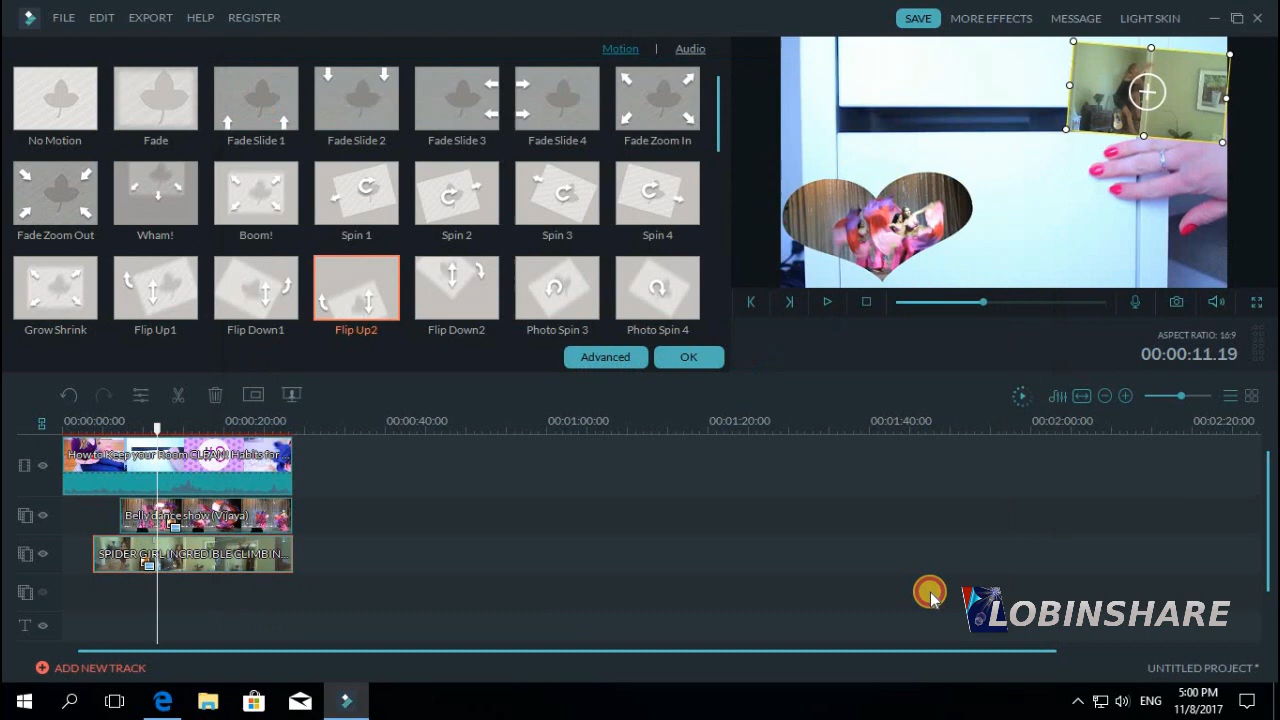 FILE EDIT EXPORT HELP REGISTER
SAVE MORE EFFECTS MESSAGE LIGHT SKIN
Motion | Audio
No Motion Fade Fade Slide 1 Fade Slide 2 Fade Slide 3 Fade Slide 4 Fade Zoom In
Fade Zoom Out Wham! Boom! Spin 1 Spin 2 Spin 3 Spin 4
Grow Shrink Flip Up1 Flip Down1 Flip Up2 Flip Down2 Photo Spin 3 Photo Spin 4
Advanced OK
ASPECT RATIO: 16:9
00:00:11.19
00:00:00:00 00:00:20:00 00:00:40:00 00:01:00:00 00:01:20:00 00:01:40:00 00:02:00:00 00:02:20:00
How to Keep your Room CLEAN! Habits for ...
Belly dance show (Vijaya)
SPIDER GIRL INCREDIBLE CLIMBIN...
LOBINSHARE
ADD NEW TRACK
UNTITLED PROJECT *
ENG
5:00 PM
11/8/2017